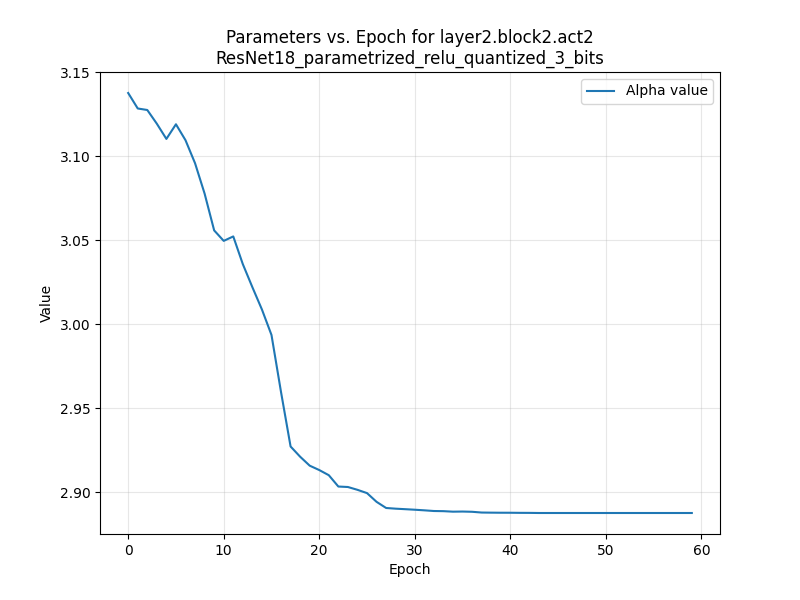 Parameters vs. Epoch for layer2.block2.act2
ResNet18_parametrized_relu_quantized_3_bits
Alpha value
3.15
3.10
3.05
3.00
2.95
2.90
Value
0 10 20 30 40 50 60
Epoch